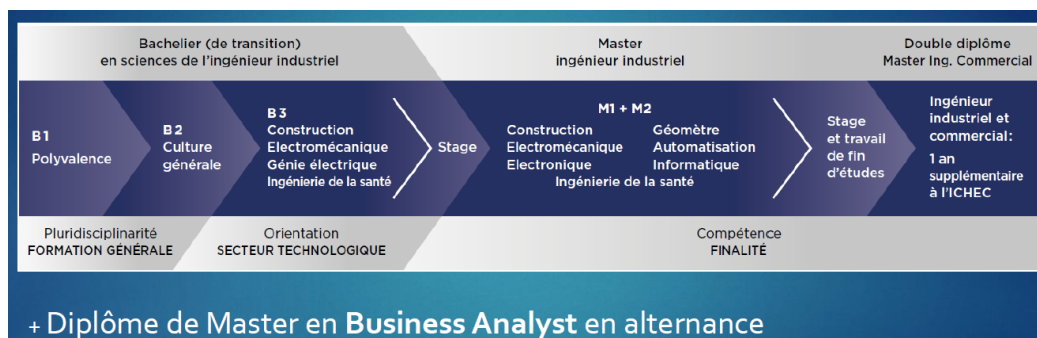 Bachelier (de transition)
en sciences de l'ingénieur industriel
Master
ingénieur industriel
Double diplôme
Master Ing. Commercial
B1
Polyvalence
B2
Culture
générale
B3
Construction
Electromécanique
Génie électrique
Ingénierie de la santé
Stage
M1 + M2
Construction
Electromécanique
Electronique
Géomètre
Automatisation
Informatique
Ingénierie de la santé
Stage
et travail
de fin
d'études
Ingénieur
industriel et
commercial:
1 an
supplémentaire
à l'ICHEC
Pluridisciplinarité
FORMATION GÉNÉRALE
Orientation
SECTEUR TECHNOLOGIQUE
Compétence
FINALITÉ
+ Diplôme de Master en Business Analyst en alternance